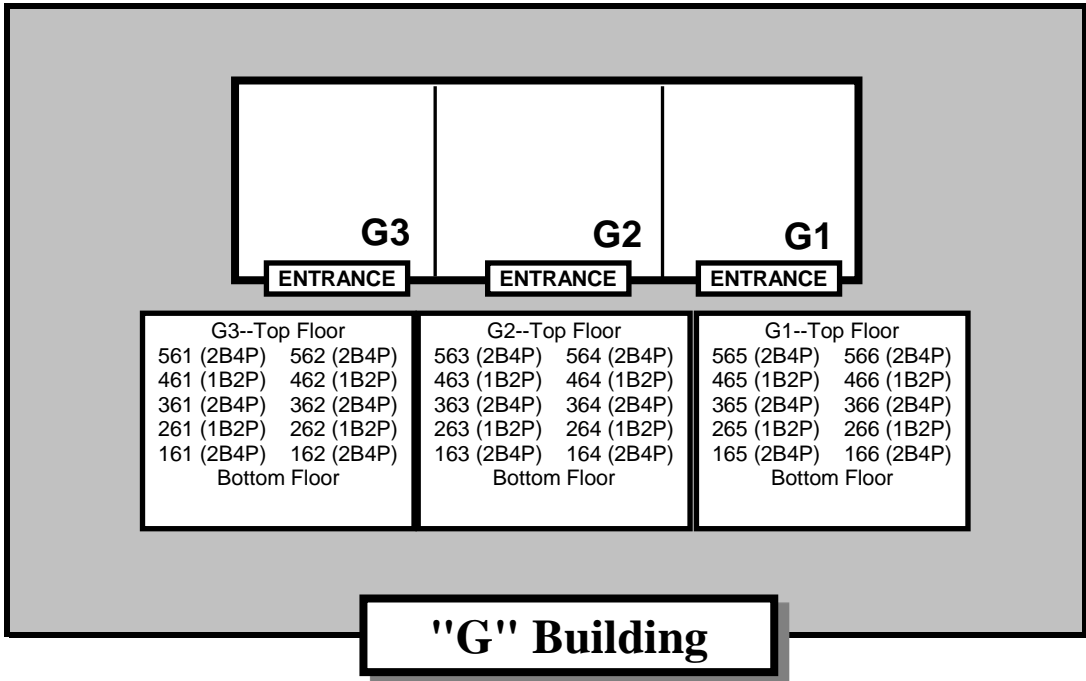 G3 G2 G1
ENTRANCE ENTRANCE ENTRANCE
G3--Top Floor
561 (2B4P) 562 (2B4P)
461 (1B2P) 462 (1B2P)
361 (2B4P) 362 (2B4P)
261 (1B2P) 262 (1B2P)
161 (2B4P) 162 (2B4P)
Bottom Floor
G2--Top Floor
563 (2B4P) 564 (2B4P)
463 (1B2P) 464 (1B2P)
363 (2B4P) 364 (2B4P)
263 (1B2P) 264 (1B2P)
163 (2B4P) 164 (2B4P)
Bottom Floor
G1--Top Floor
565 (2B4P) 566 (2B4P)
465 (1B2P) 466 (1B2P)
365 (2B4P) 366 (2B4P)
265 (1B2P) 266 (1B2P)
165 (2B4P) 166 (2B4P)
Bottom Floor
"G" Building